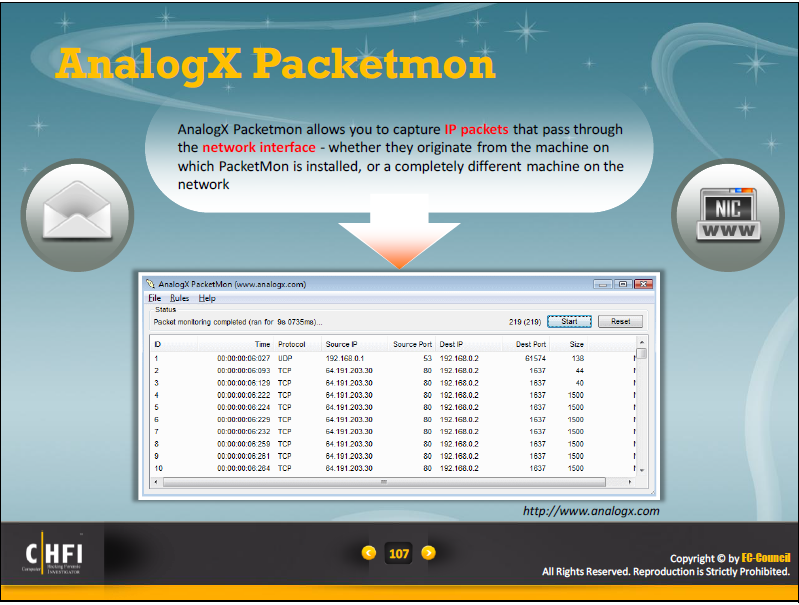 AnalogX Packetmon
AnalogX Packetmon allows you to capture IP packets that pass through
the network interface - whether they originate from the machine on
which PacketMon is installed, or a completely different machine on the
network
NIC
WWW
AnalogX PacketMon (www.analogx.com)
File Rules Help
Status
Packet monitoring completed (ran for 9s 0735ms)... 219 (219) Start Reset
ID Time Protocol Source IP Source Port Dest IP Dest Port Size
1 00:00:00:06:027 UDP 192.168.0.1 53 192.168.0.2 61574 138
2 00:00:00:06:093 TCP 64.191.203.30 80 192.168.0.2 1637 44
3 00:00:00:06:129 TCP 64.191.203.30 80 192.168.0.2 1637 40
4 00:00:00:06:222 TCP 64.191.203.30 80 192.168.0.2 1637 1500
5 00:00:00:06:224 TCP 64.191.203.30 80 192.168.0.2 1637 1500
6 00:00:00:06:229 TCP 64.191.203.30 80 192.168.0.2 1637 1500
7 00:00:00:06:232 TCP 64.191.203.30 80 192.168.0.2 1637 1500
8 00:00:00:06:259 TCP 64.191.203.30 80 192.168.0.2 1637 1500
9 00:00:00:06:261 TCP 64.191.203.30 80 192.168.0.2 1637 1500
10 00:00:00:06:264 TCP 64.191.203.30 80 192.168.0.2 1637 1500
http://www.analogx.com
CHFI
Computer Hacking Forensic
INVESTIGATOR
107
Copyright © by EC-Council
All Rights Reserved. Reproduction is Strictly Prohibited.